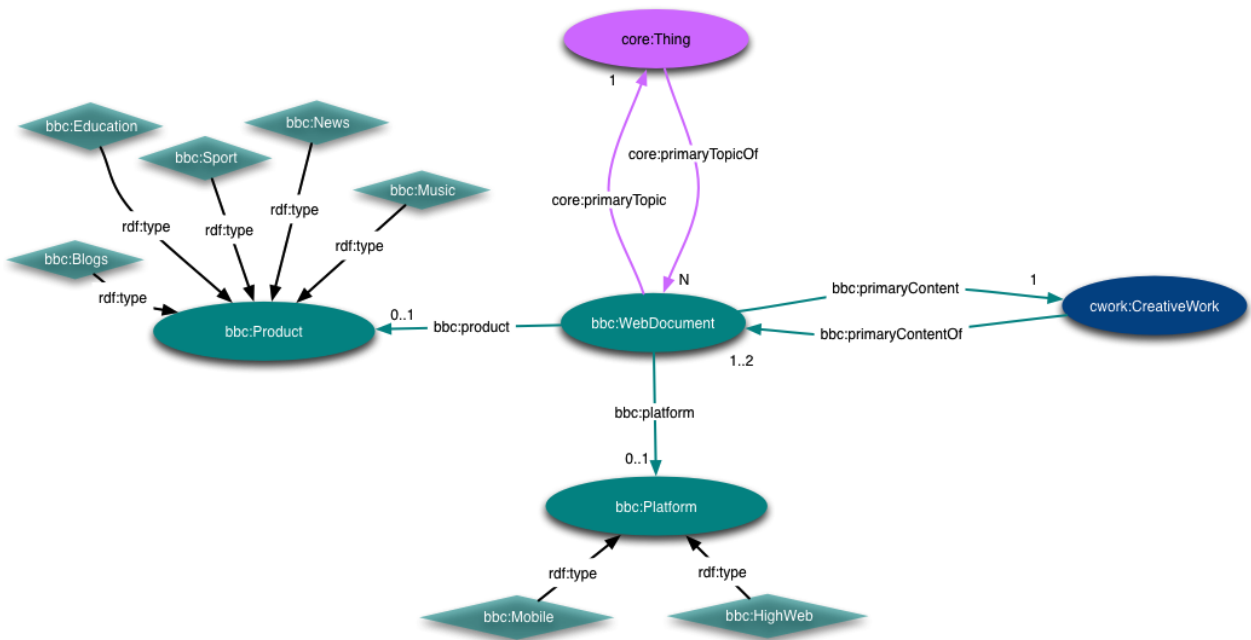 core:Thing
1
bbc:News
bbc:Education
bbc:Sport
core:primaryTopicOf
bbc:Music
core:primaryTopic
rdf:type
rdf:type
rdf:type
rdf:type
bbc:Blogs
rdf:type
N
bbc:primaryContent
1
0..1
bbc:product
bbc:WebDocument
cwork:CreativeWork
bbc:Product
bbc:primaryContentOf
1..2
bbc:platform
0..1
bbc:Platform
rdf:type
rdf:type
bbc:Mobile
bbc:HighWeb